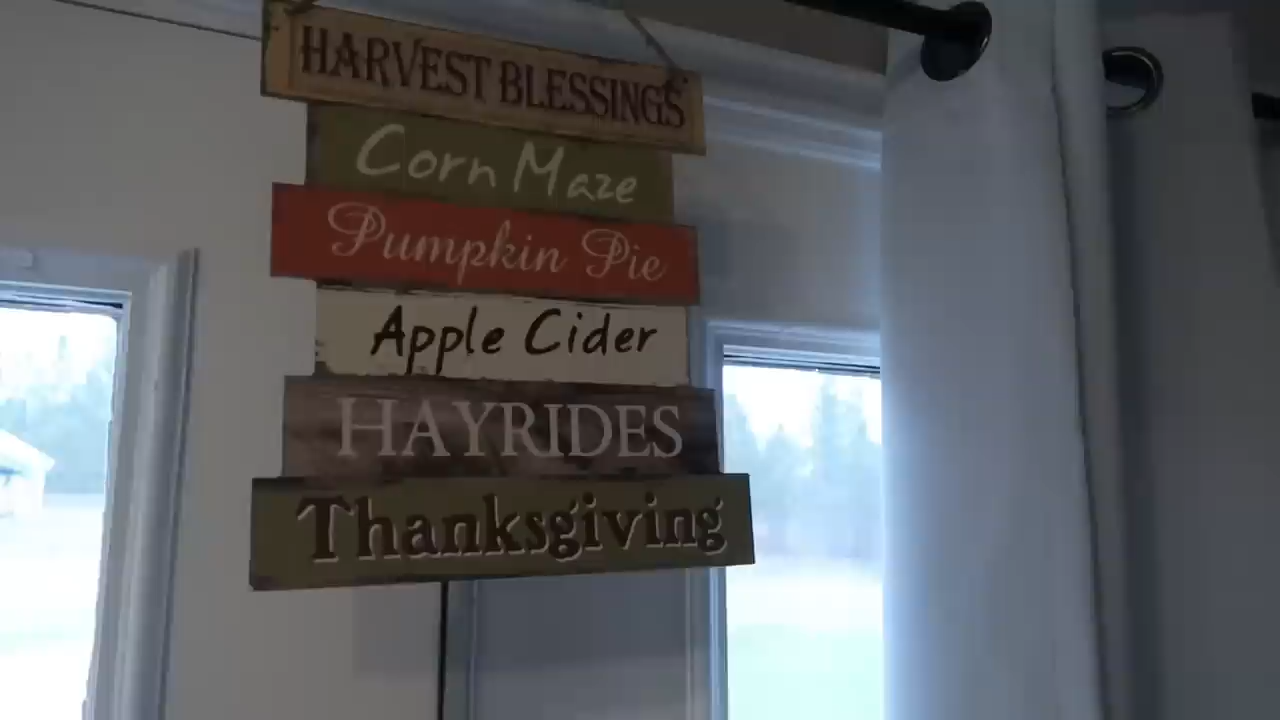 HARVEST BLESSINGS
Corn Maze
Pumpkin Pie
Apple Cider
HAYRIDES
Thanksgiving